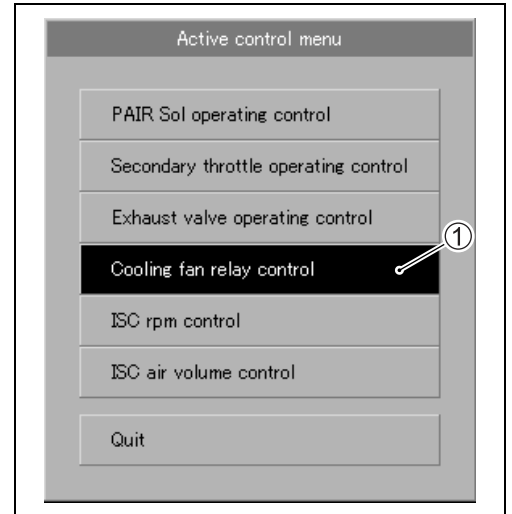 Active control menu
PAIR Sol operating control
Secondary throttle operating control
Exhaust valve operating control
1
Cooling fan relay control
ISC rpm control
ISC air volume control
Quit